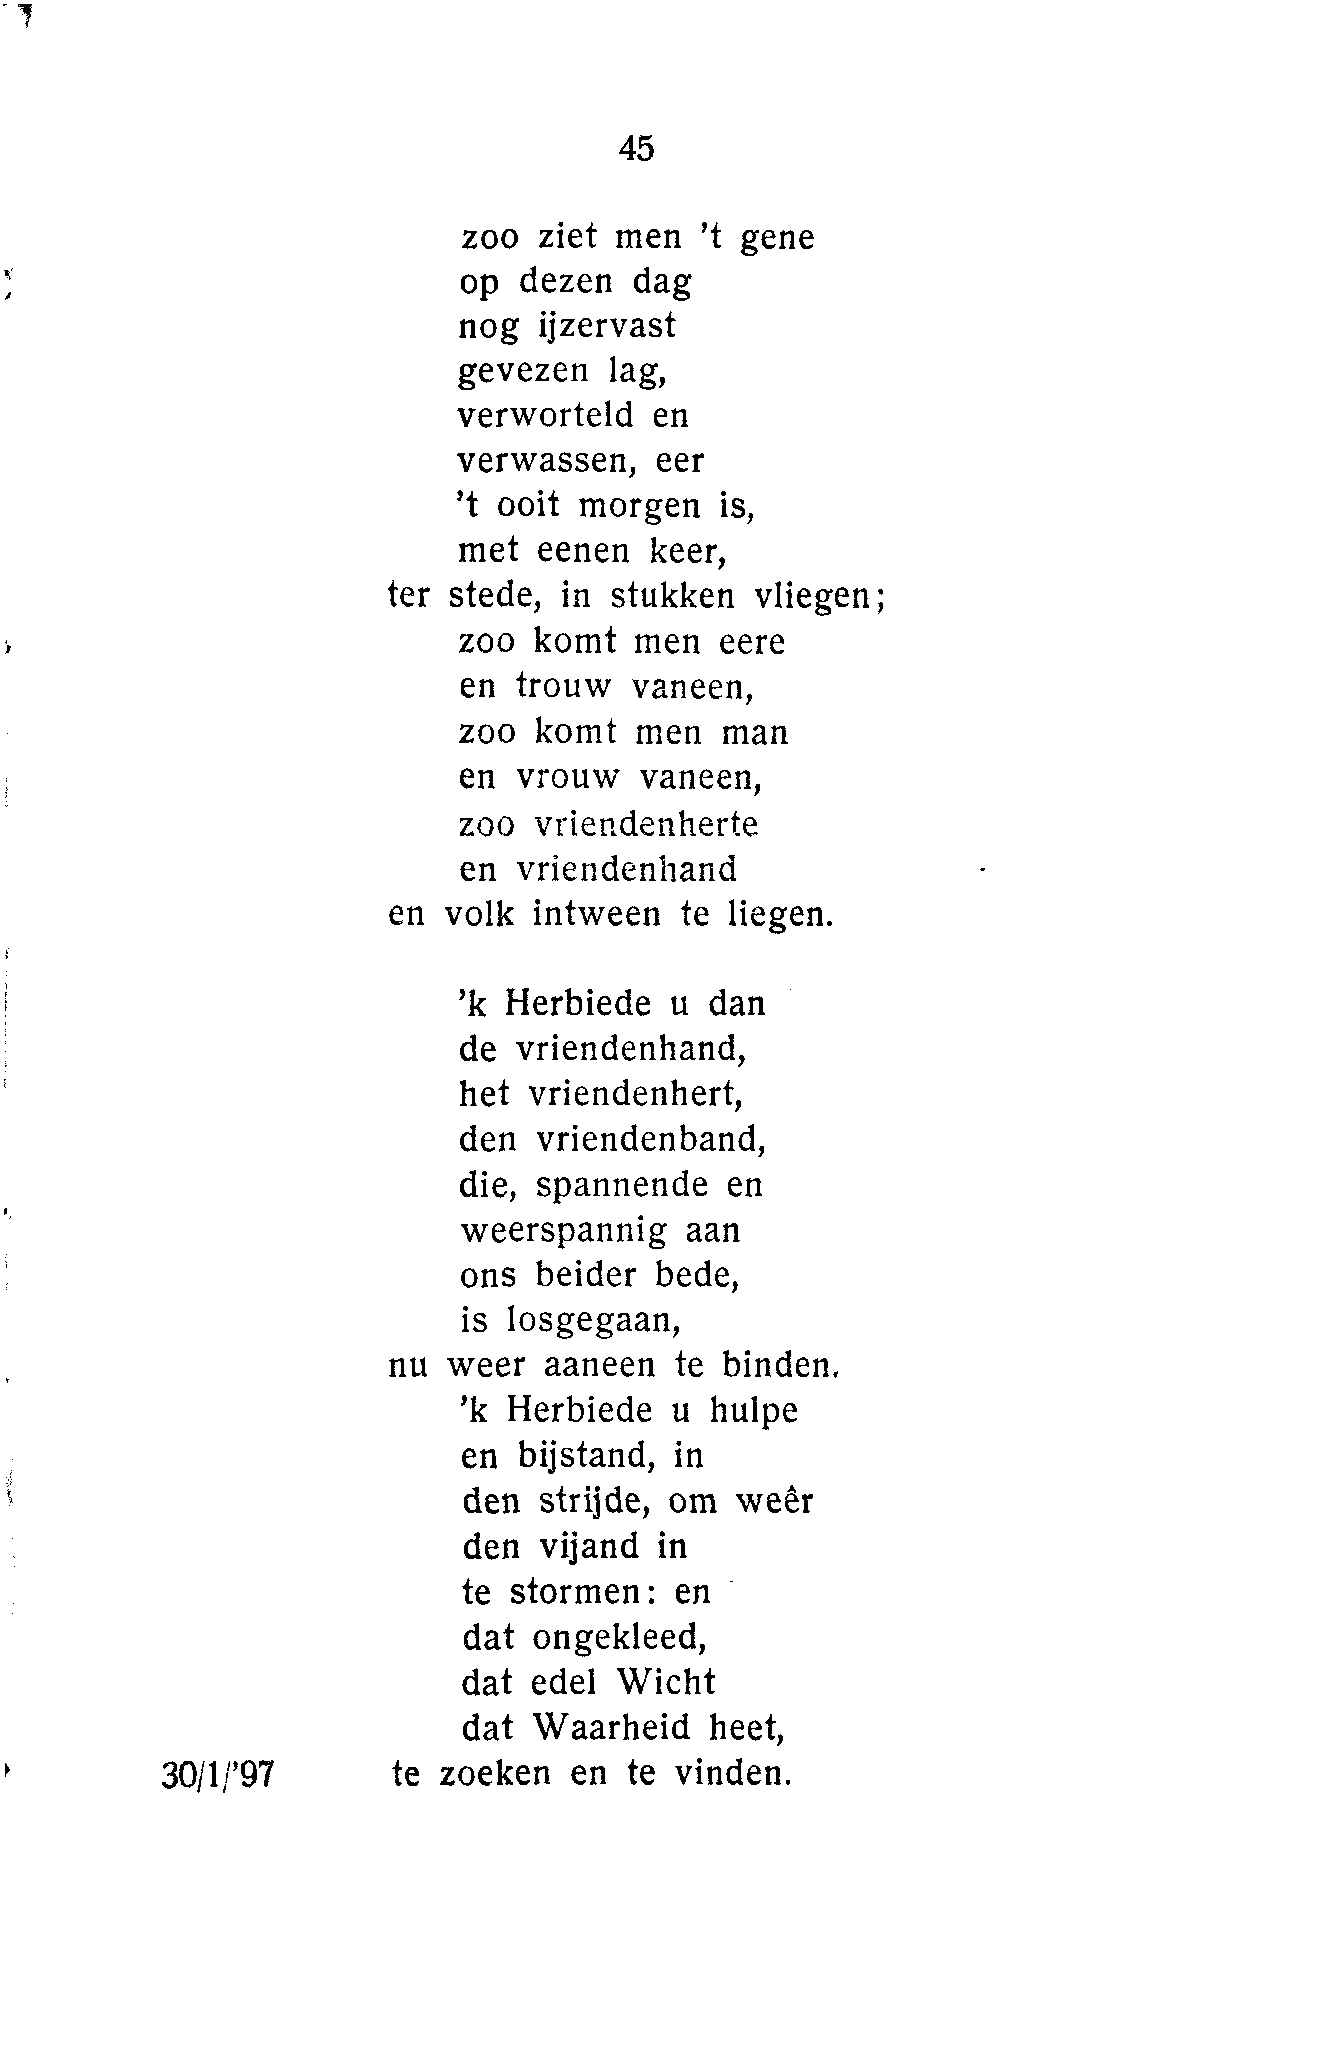 45
zoo ziet men 't gene
op dezen dag
nog ijzervast
gevezen lag,
verworteld en
verwassen, eer
't ooit morgen is,
met eenen keer,
ter stede, in stukken vliegen;
zoo komt men eere
en trouw vaneen,
zoo komt men man
en vrouw vaneen,
zoo vriendenherte
en vriendenhand
en volk intween te liegen.
'k Herbiede u dan
de vriendenhand,
het vriendenhert,
den vriendenband,
die, spannende en
weerspannig aan
ons beider bede,
is losgegaan,
nu weer aaneen te binden.
'k Herbiede u hulpe
en bijstand, in
den strijde, om weêr
den vijand in
te stormen: en
dat ongekleed,
dat edel Wicht
dat Waarheid heet,
30/1/'97 te zoeken en te vinden.